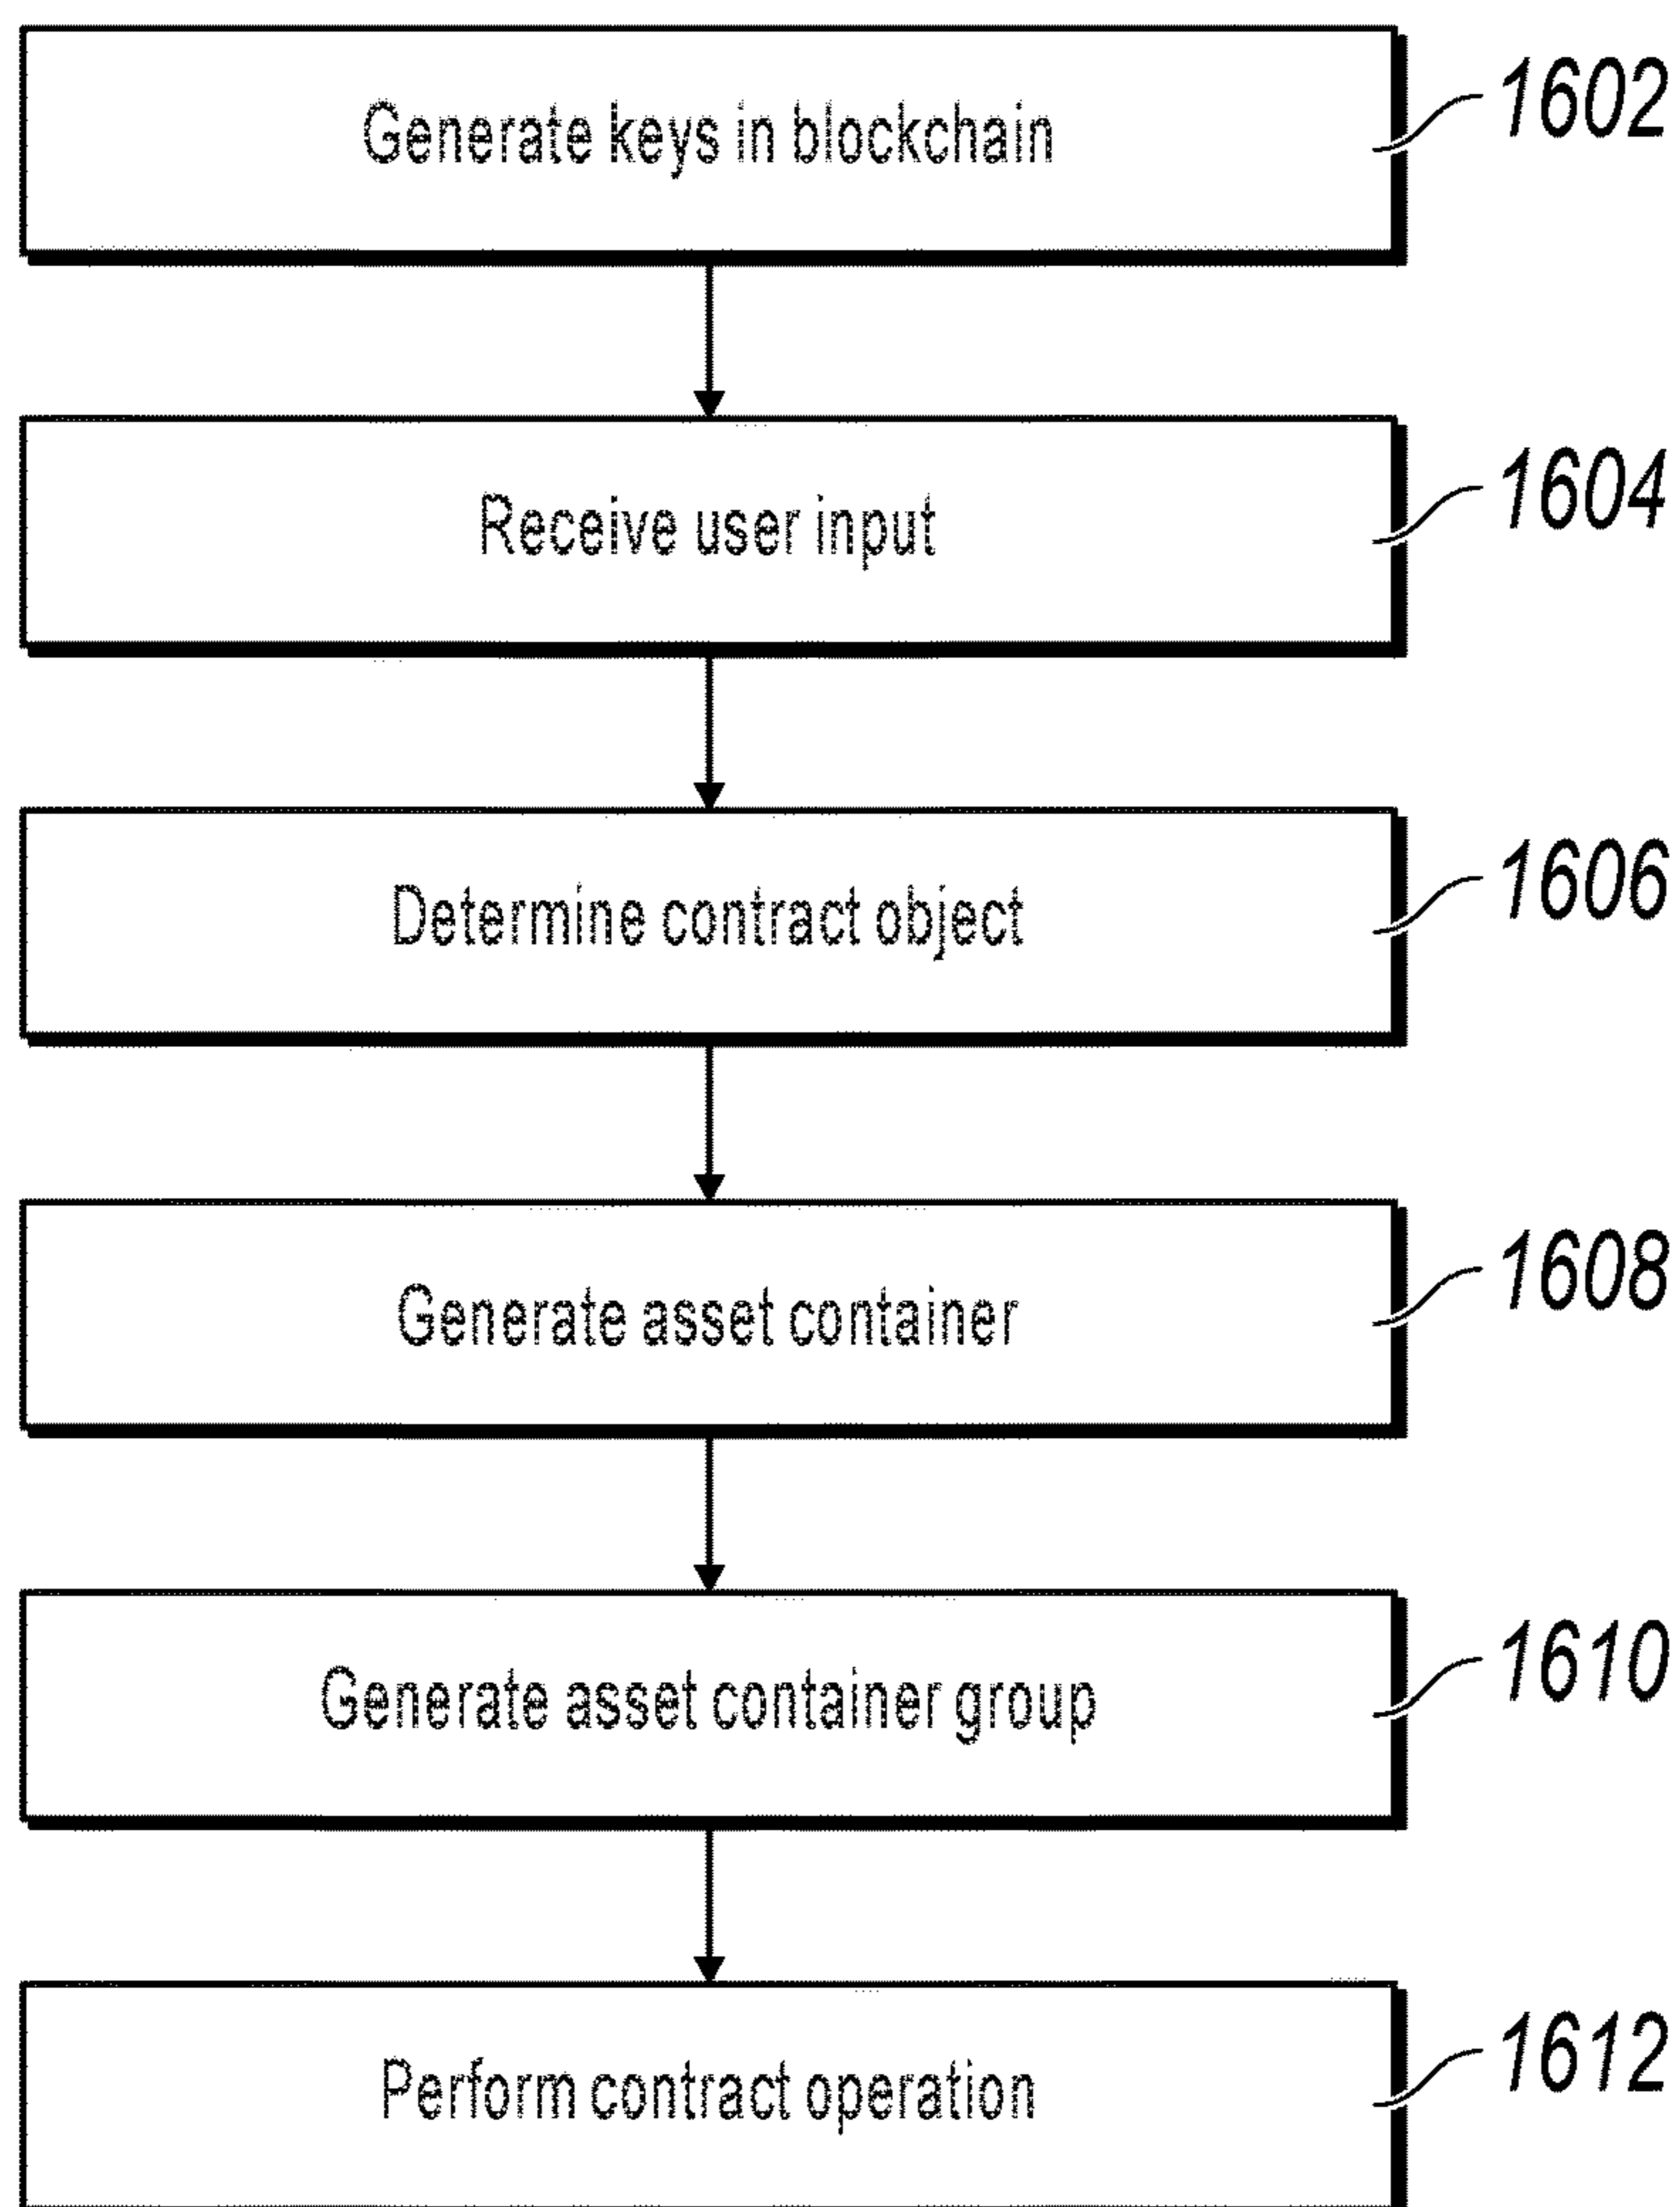 Generate keys in blockchain
1602
Receive user input
1604
Determine contract object
1606
Generate asset container
1608
Generate asset container group
1610
Perform contract operation
1612